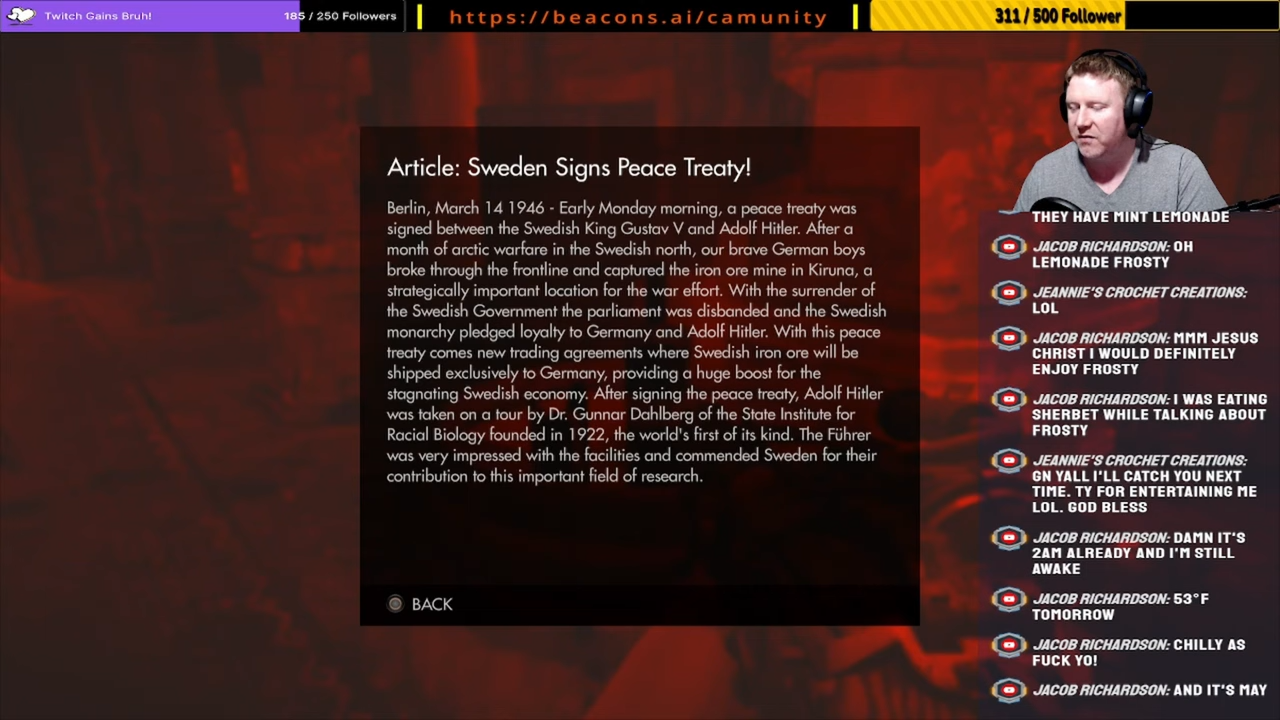 Twitch Gains Bruh!
185 / 250 Followers
https://beacons.ai/camunity
311 / 500 Follower
Article: Sweden Signs Peace Treaty!
Berlin, March 14 1946 - Early Monday morning, a peace treaty was
signed between the Swedish King Gustav V and Adolf Hitler. After a
month of arctic warfare in the Swedish north, our brave German boys
broke through the frontline and captured the iron ore mine in Kiruna, a
strategically important location for the war effort. With the surrender of
the Swedish Government the parliament was disbanded and the Swedish
monarchy pledged loyalty to Germany and Adolf Hitler. With this peace
treaty comes new trading agreements where Swedish iron ore will be
shipped exclusively to Germany, providing a huge boost for the
stagnating Swedish economy. After signing the peace treaty, Adolf Hitler
was taken on a tour by Dr. Gunnar Dahlberg of the State Institute for
Racial Biology founded in 1922, the world's first of its kind. The Führer
was very impressed with the facilities and commended Sweden for their
contribution to this important field of research.
BACK
THEY HAVE MINT LEMONADE
JACOB RICHARDSON: OH
LEMONADE FROSTY
JEANNIE'S CROCHET CREATIONS:
LOL
JACOB RICHARDSON: MMM JESUS
CHRIST I WOULD DEFINITELY
ENJOY FROSTY
JACOB RICHARDSON: I WAS EATING
SHERBET WHILE TALKING ABOUT
FROSTY
JEANNIE'S CROCHET CREATIONS:
GN YALL I'LL CATCH YOU NEXT
TIME. TY FOR ENTERTAINING ME
LOL. GOD BLESS
JACOB RICHARDSON: DAMN IT'S
2AM ALREADY AND I'M STILL
AWAKE
JACOB RICHARDSON: 53°F
TOMORROW
JACOB RICHARDSON: CHILLY AS
FUCK YO!
JACOB RICHARDSON: AND IT'S MAY